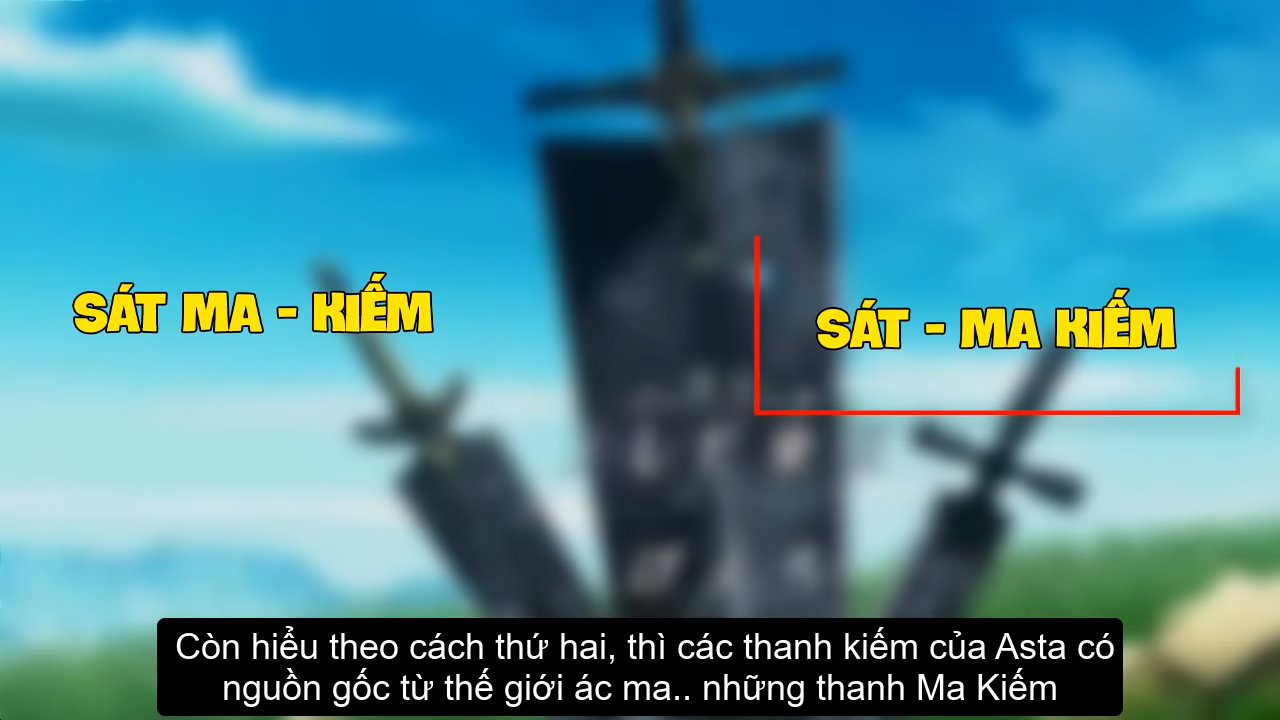 SÁT MA - KIẾM
SÁT - MA KIẾM
Còn hiểu theo cách thứ hai, thì các thanh kiếm của Asta có
nguồn gốc từ thế giới ác ma.. những thanh Ma Kiếm